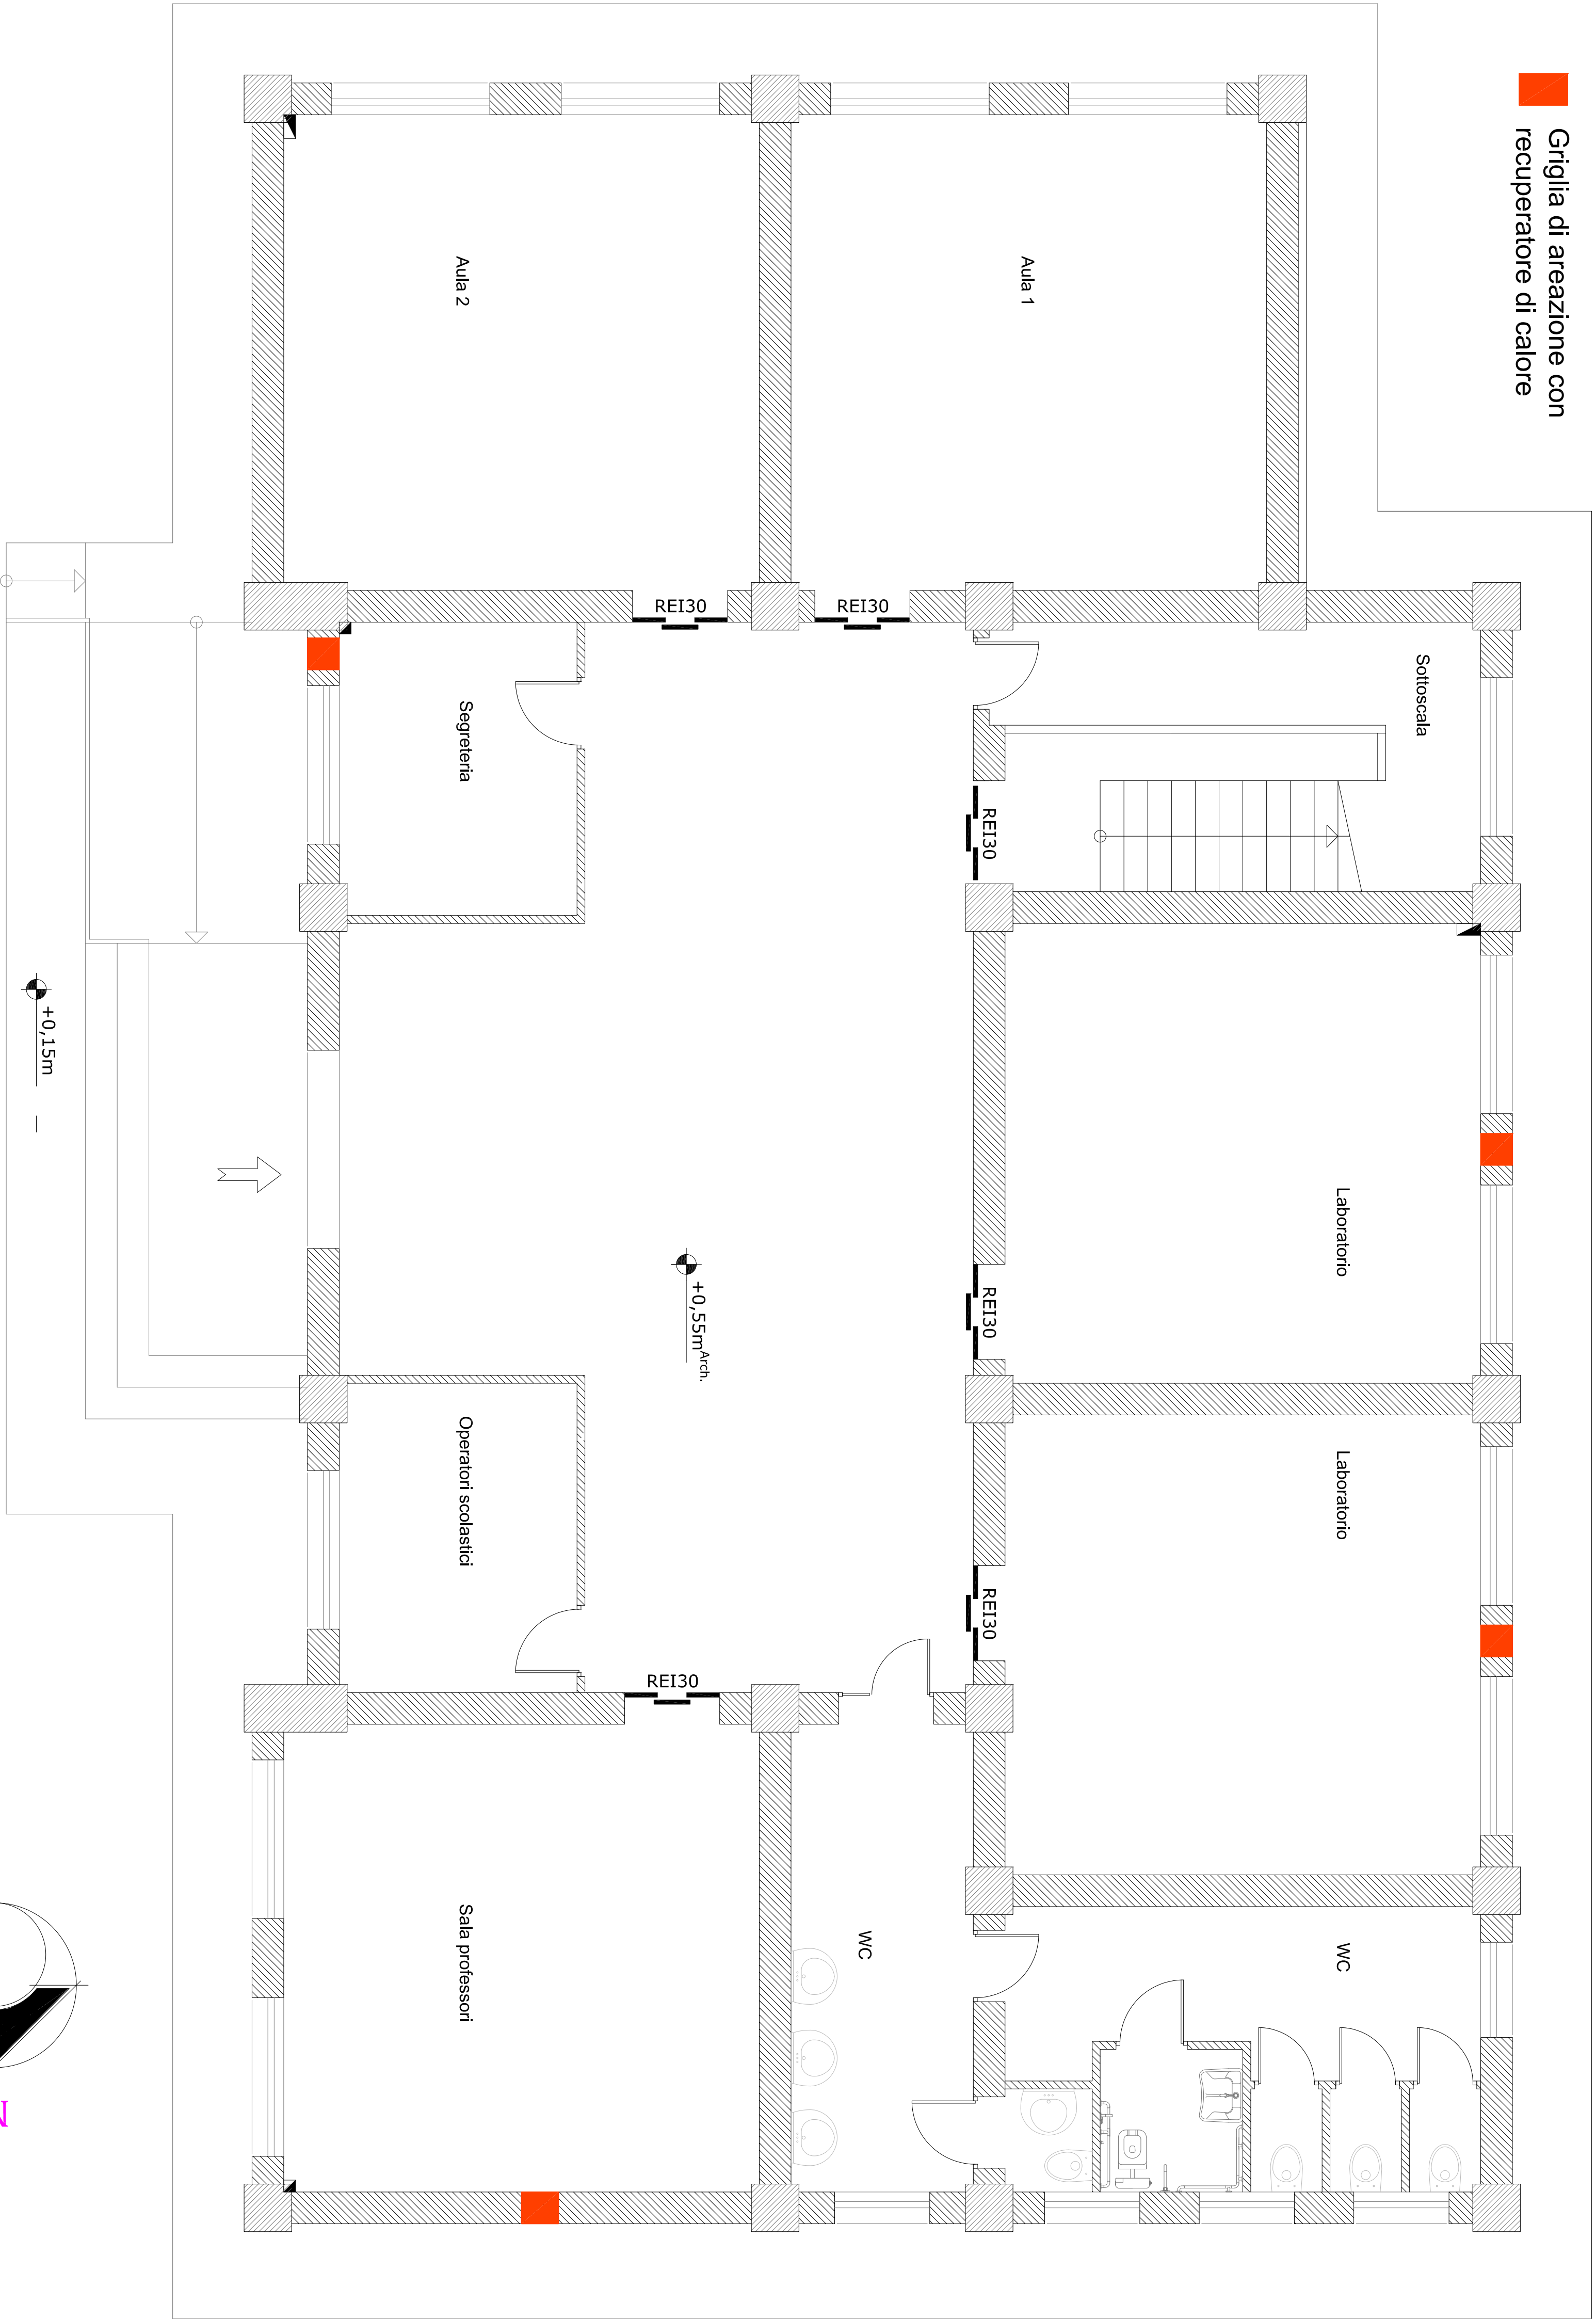 Griglia di areazione con
recuperatore di calore
Aula 1
Aula 2
REI30
REI30
Sottoscala
Segreteria
REI30
Laboratorio
+0,15m
REI30
+0,55m Arch.
Laboratorio
Operatori scolastici
REI30
REI30
WC
WC
Sala professori
N